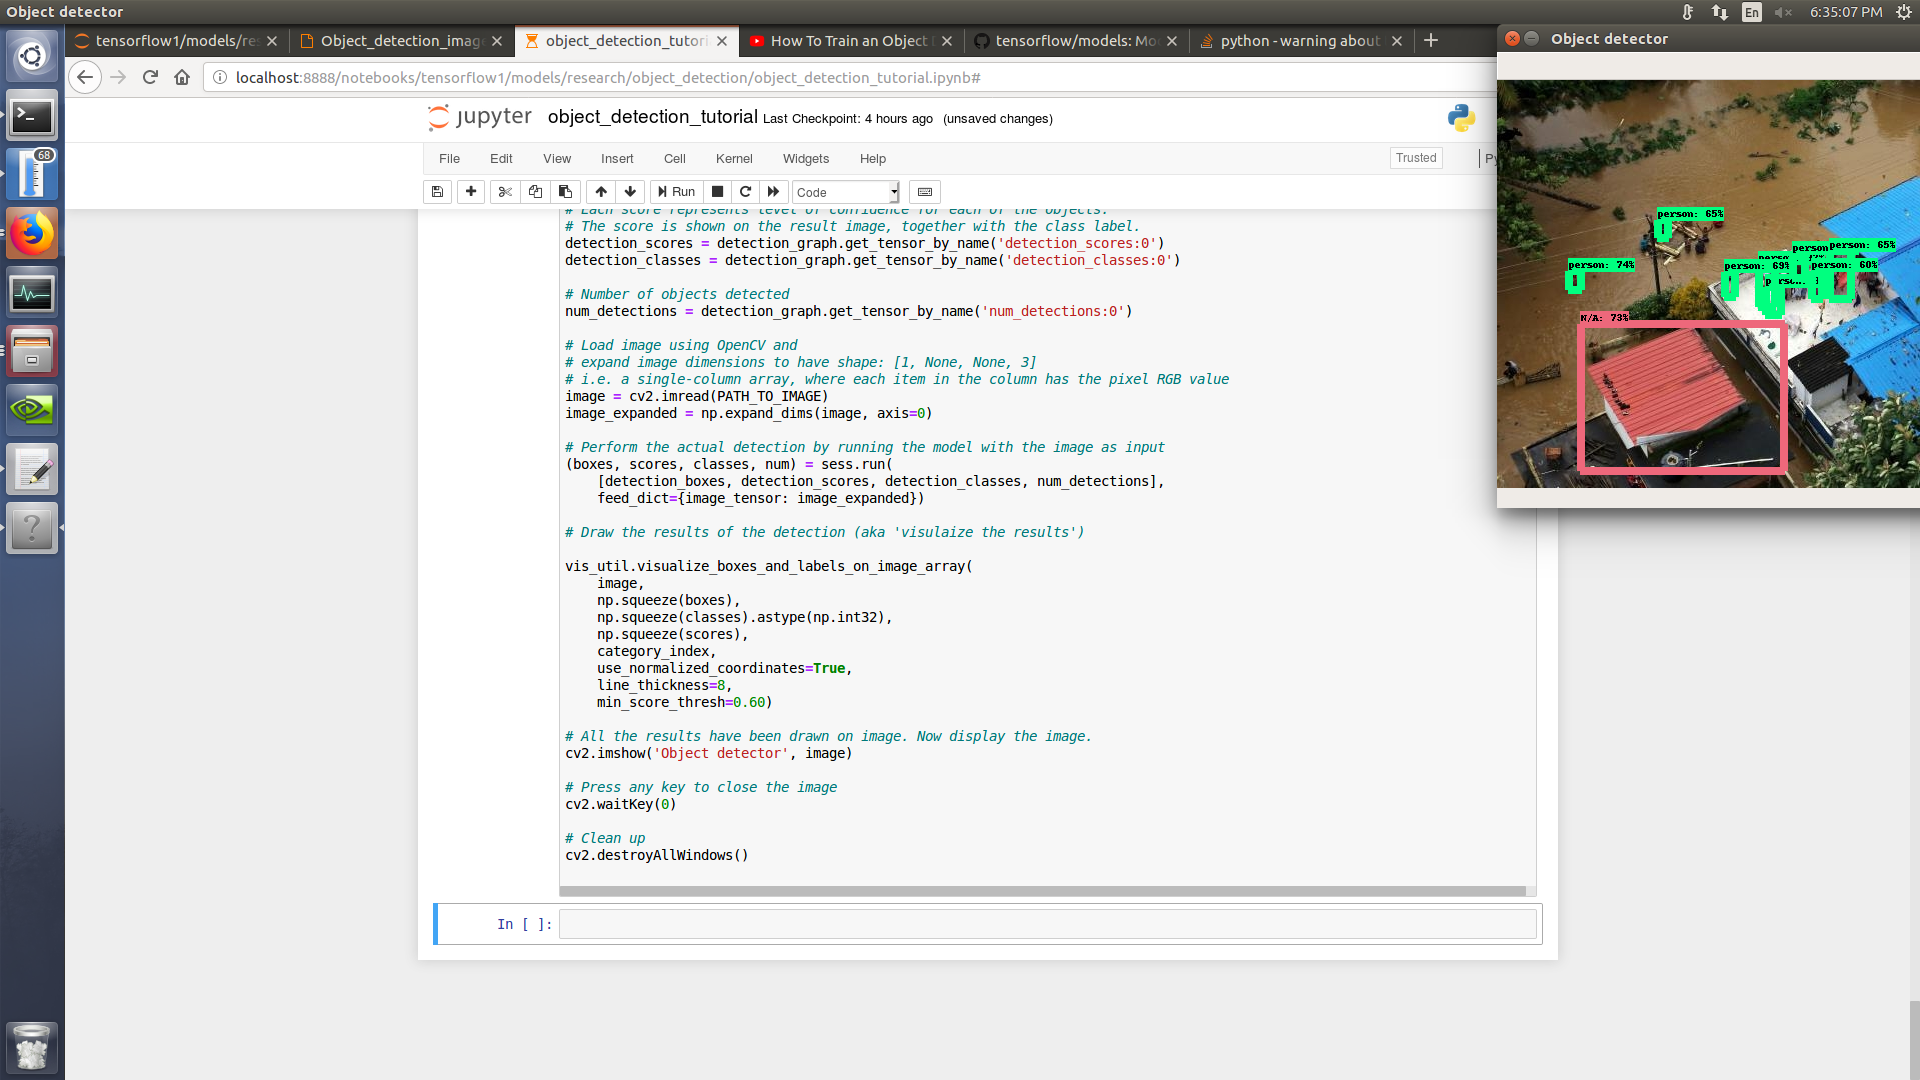 Object detector
En
6:35:07 PM
tensorflow1/models/re
Object_detection_imag
object_detection_tutori
How To Train an Object D
tensorflow/models: Mo
python - warning about
localhost:8888/notebooks/tensorflow1/models/research/object_detection/object_detection_tutorial.ipynb#
jupyter object_detection_tutorial Last Checkpoint: 4 hours ago (unsaved changes)
File Edit View Insert Cell Kernel Widgets Help
Trusted
Py
Run
Code
68
# Each score represents level of confidence for each of the objects.
# The score is shown on the result image, together with the class label.
detection_scores = detection_graph.get_tensor_by_name('detection_scores:0')
detection_classes = detection_graph.get_tensor_by_name('detection_classes:0')
# Number of objects detected
num_detections = detection_graph.get_tensor_by_name('num_detections:0')
# Load image using OpenCV and
# expand image dimensions to have shape: [1, None, None, 3]
# i.e. a single-column array, where each item in the column has the pixel RGB value
image = cv2.imread(PATH_TO_IMAGE)
image_expanded = np.expand_dims(image, axis=0)
# Perform the actual detection by running the model with the image as input
(boxes, scores, classes, num) = sess.run(
[detection_boxes, detection_scores, detection_classes, num_detections],
feed_dict={image_tensor: image_expanded})
# Draw the results of the detection (aka 'visulaize the results')
vis_util.visualize_boxes_and_labels_on_image_array(
image,
np.squeeze(boxes),
np.squeeze(classes).astype(np.int32),
np.squeeze(scores),
category_index,
use_normalized_coordinates=True,
line_thickness=8,
min_score_thresh=0.60)
# All the results have been drawn on image. Now display the image.
cv2.imshow('Object detector', image)
# Press any key to close the image
cv2.waitKey(0)
# Clean up
cv2.destroyAllWindows()
In [ ]:
Object detector
person: 65%
person
person: 65%
person: 74%
person: 69%
person: 60%
person:
N/A: 73%